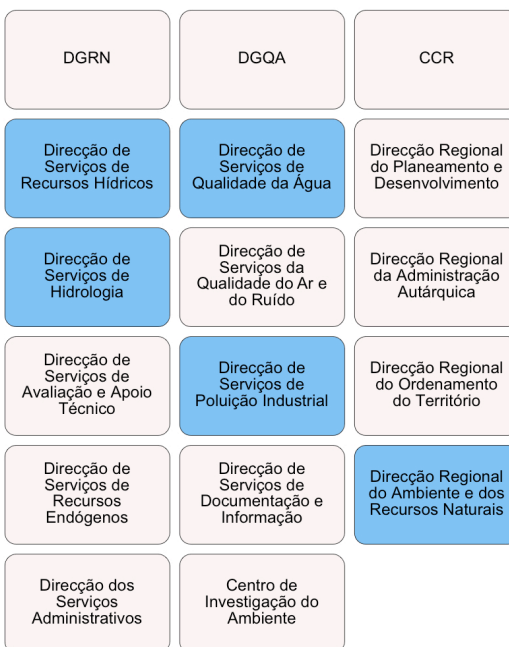 DGRN
DGQA
CCR
Direcção de
Serviços de
Recursos Hídricos
Direcção de
Serviços de
Qualidade da Água
Direcção Regional
do Planeamento e
Desenvolvimento
Direcção de
Serviços de
Hidrologia
Direcção de
Serviços da
Qualidade do Ar e
do Ruído
Direcção Regional
da Administração
Autárquica
Direcção de
Serviços de
Avaliação e Apoio
Técnico
Direcção de
Serviços de
Poluição Industrial
Direcção Regional
do Ordenamento
do Território
Direcção de
Serviços de
Recursos
Endógenos
Direcção de
Serviços de
Documentação e
Informação
Direcção Regional
do Ambiente e dos
Recursos Naturais
Direcção dos
Serviços
Administrativos
Centro de
Investigação do
Ambiente